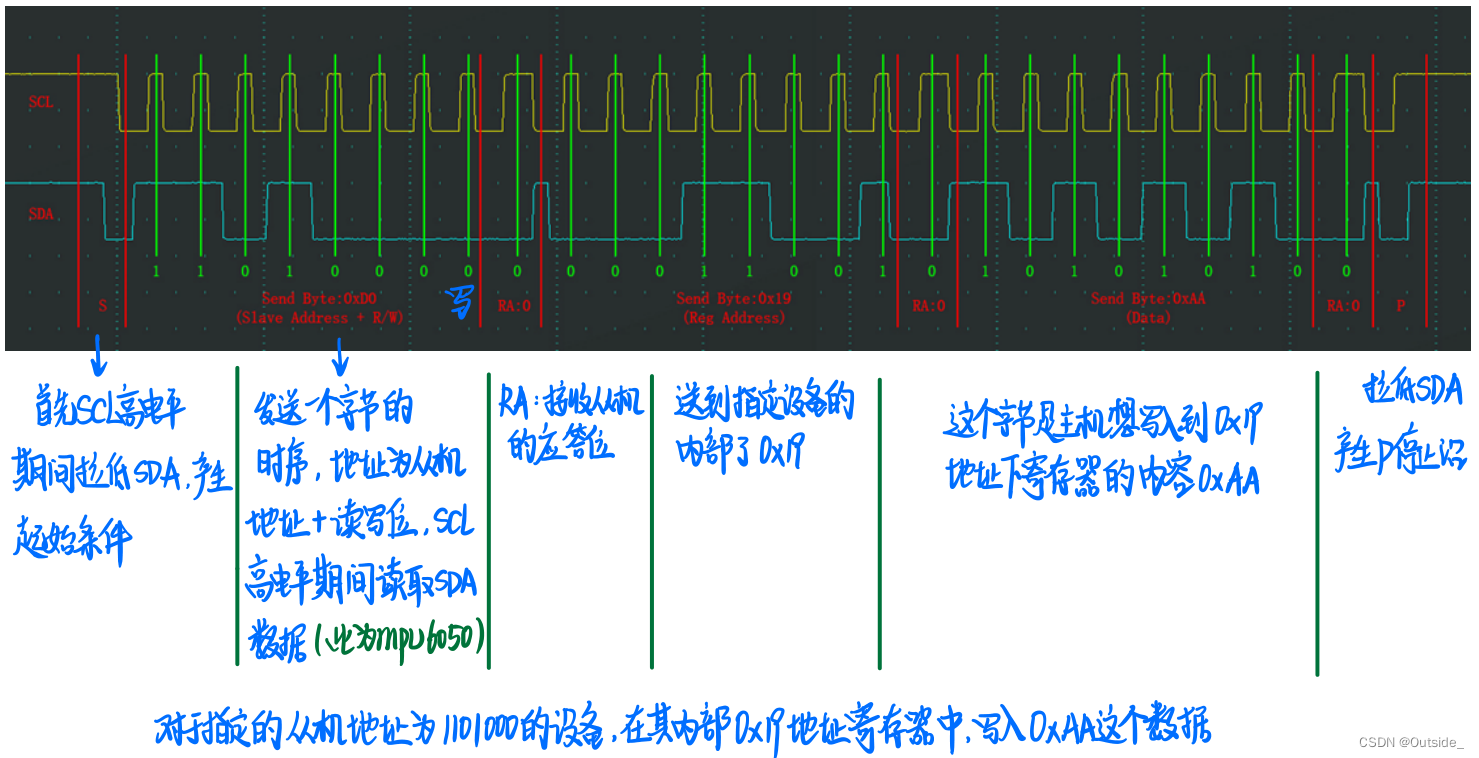 SCL
SDA
1 1 0 1 0 0 0 0 0 0 0 0 1 1 0 0 1 0 1 0 1 0 1 0 1 0 0
S
Send Byte:0xD0
(Slave Address + R/W)
写
RA:0
Send Byte:0x19
(Reg Address)
RA:0
Send Byte:0xAA
(Data)
RA:0
P
首先SCL高电平
期间拉低SDA,产生
起始条件
发送一个字节的
时序,地址为从机
地址+读写位,SCL
高电平期间读取SDA
数据(此为mpu6050)
RA:接收从机
的应答位
送到指定设备的
内部了0x19
这个字节是主机想写入到0x19
地址下寄存器的内容0xAA
拉低SDA
产生P停止
对于指定的从机地址为1101000的设备,在其内部0x19地址寄存器中,写入0xAA这个数据
CSDN @Outside_